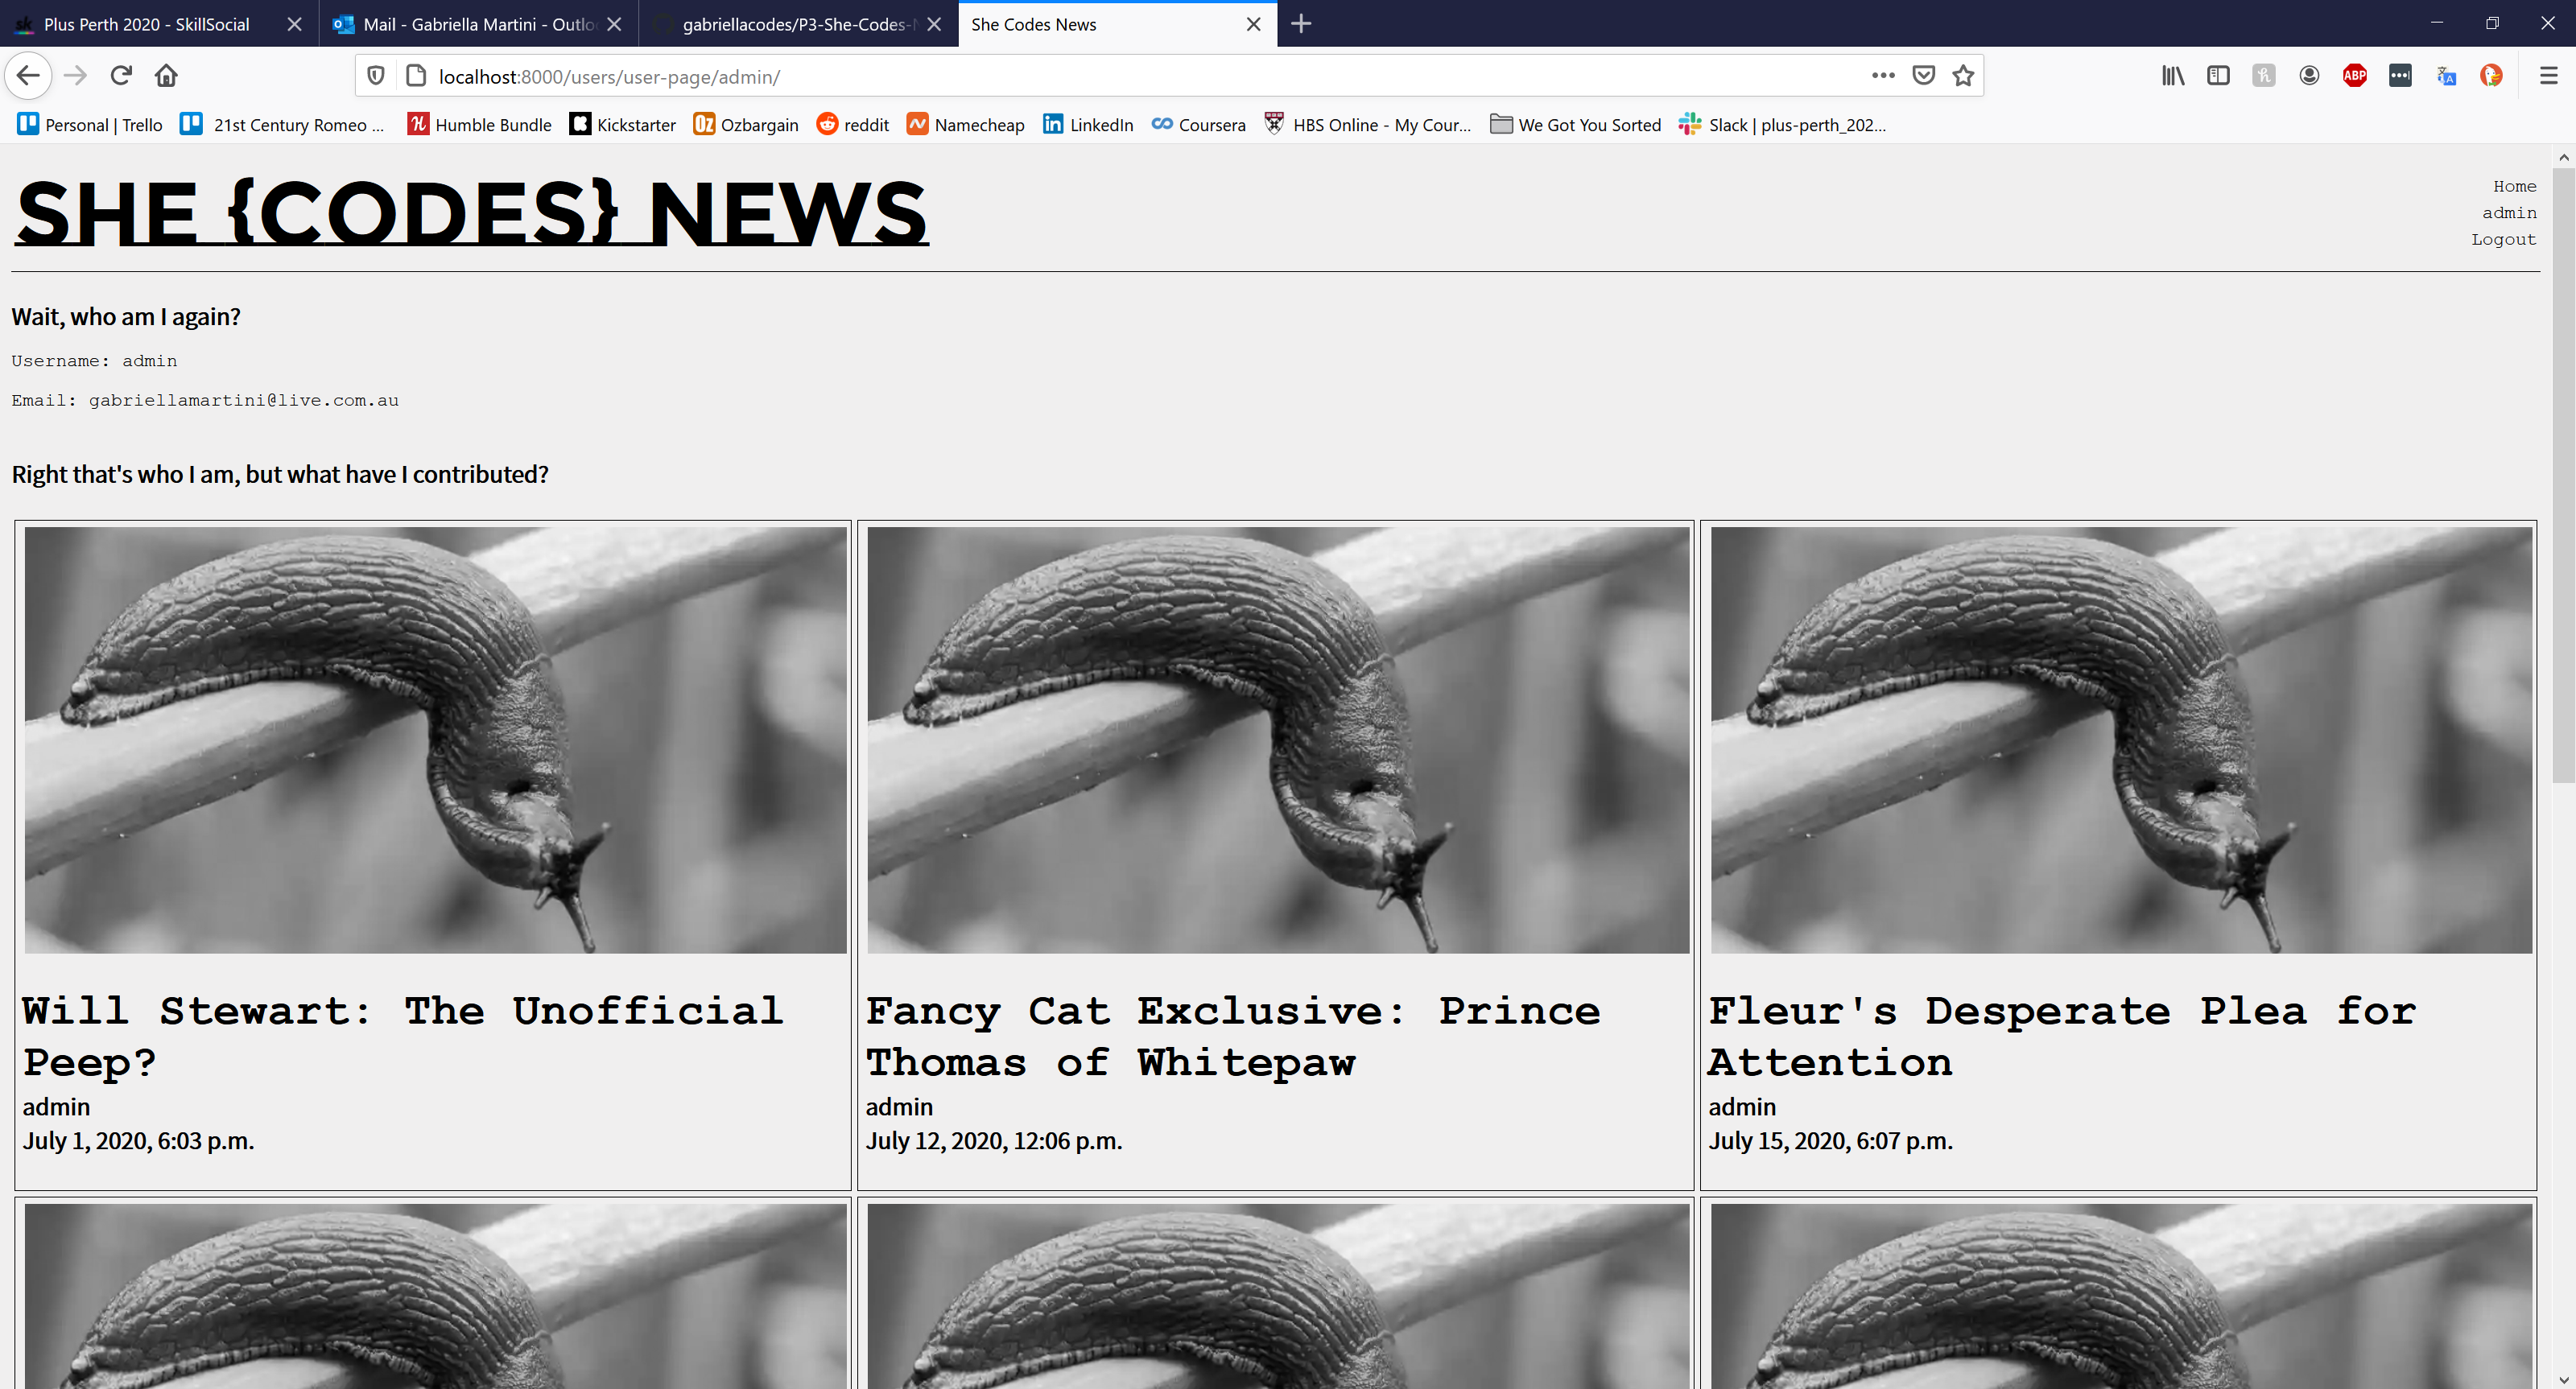 Plus Perth 2020 - SkillSocial
Mail - Gabriella Martini - Outlo
gabriellacodes/P3-She-Codes-N
She Codes News
localhost:8000/users/user-page/admin/
ABP
Personal | Trello
21st Century Romeo ...
Humble Bundle
Kickstarter
Ozbargain
reddit
Namecheap
LinkedIn
Coursera
HBS Online - My Cour...
We Got You Sorted
Slack | plus-perth_202...
SHE {CODES} NEWS
Home
admin
Logout
Wait, who am I again?
Username: admin
Email: gabriellamartini@live.com.au
Right that's who I am, but what have I contributed?
Will Stewart: The Unofficial
Peep?
admin
July 1, 2020, 6:03 p.m.
Fancy Cat Exclusive: Prince
Thomas of Whitepaw
admin
July 12, 2020, 12:06 p.m.
Fleur's Desperate Plea for
Attention
admin
July 15, 2020, 6:07 p.m.